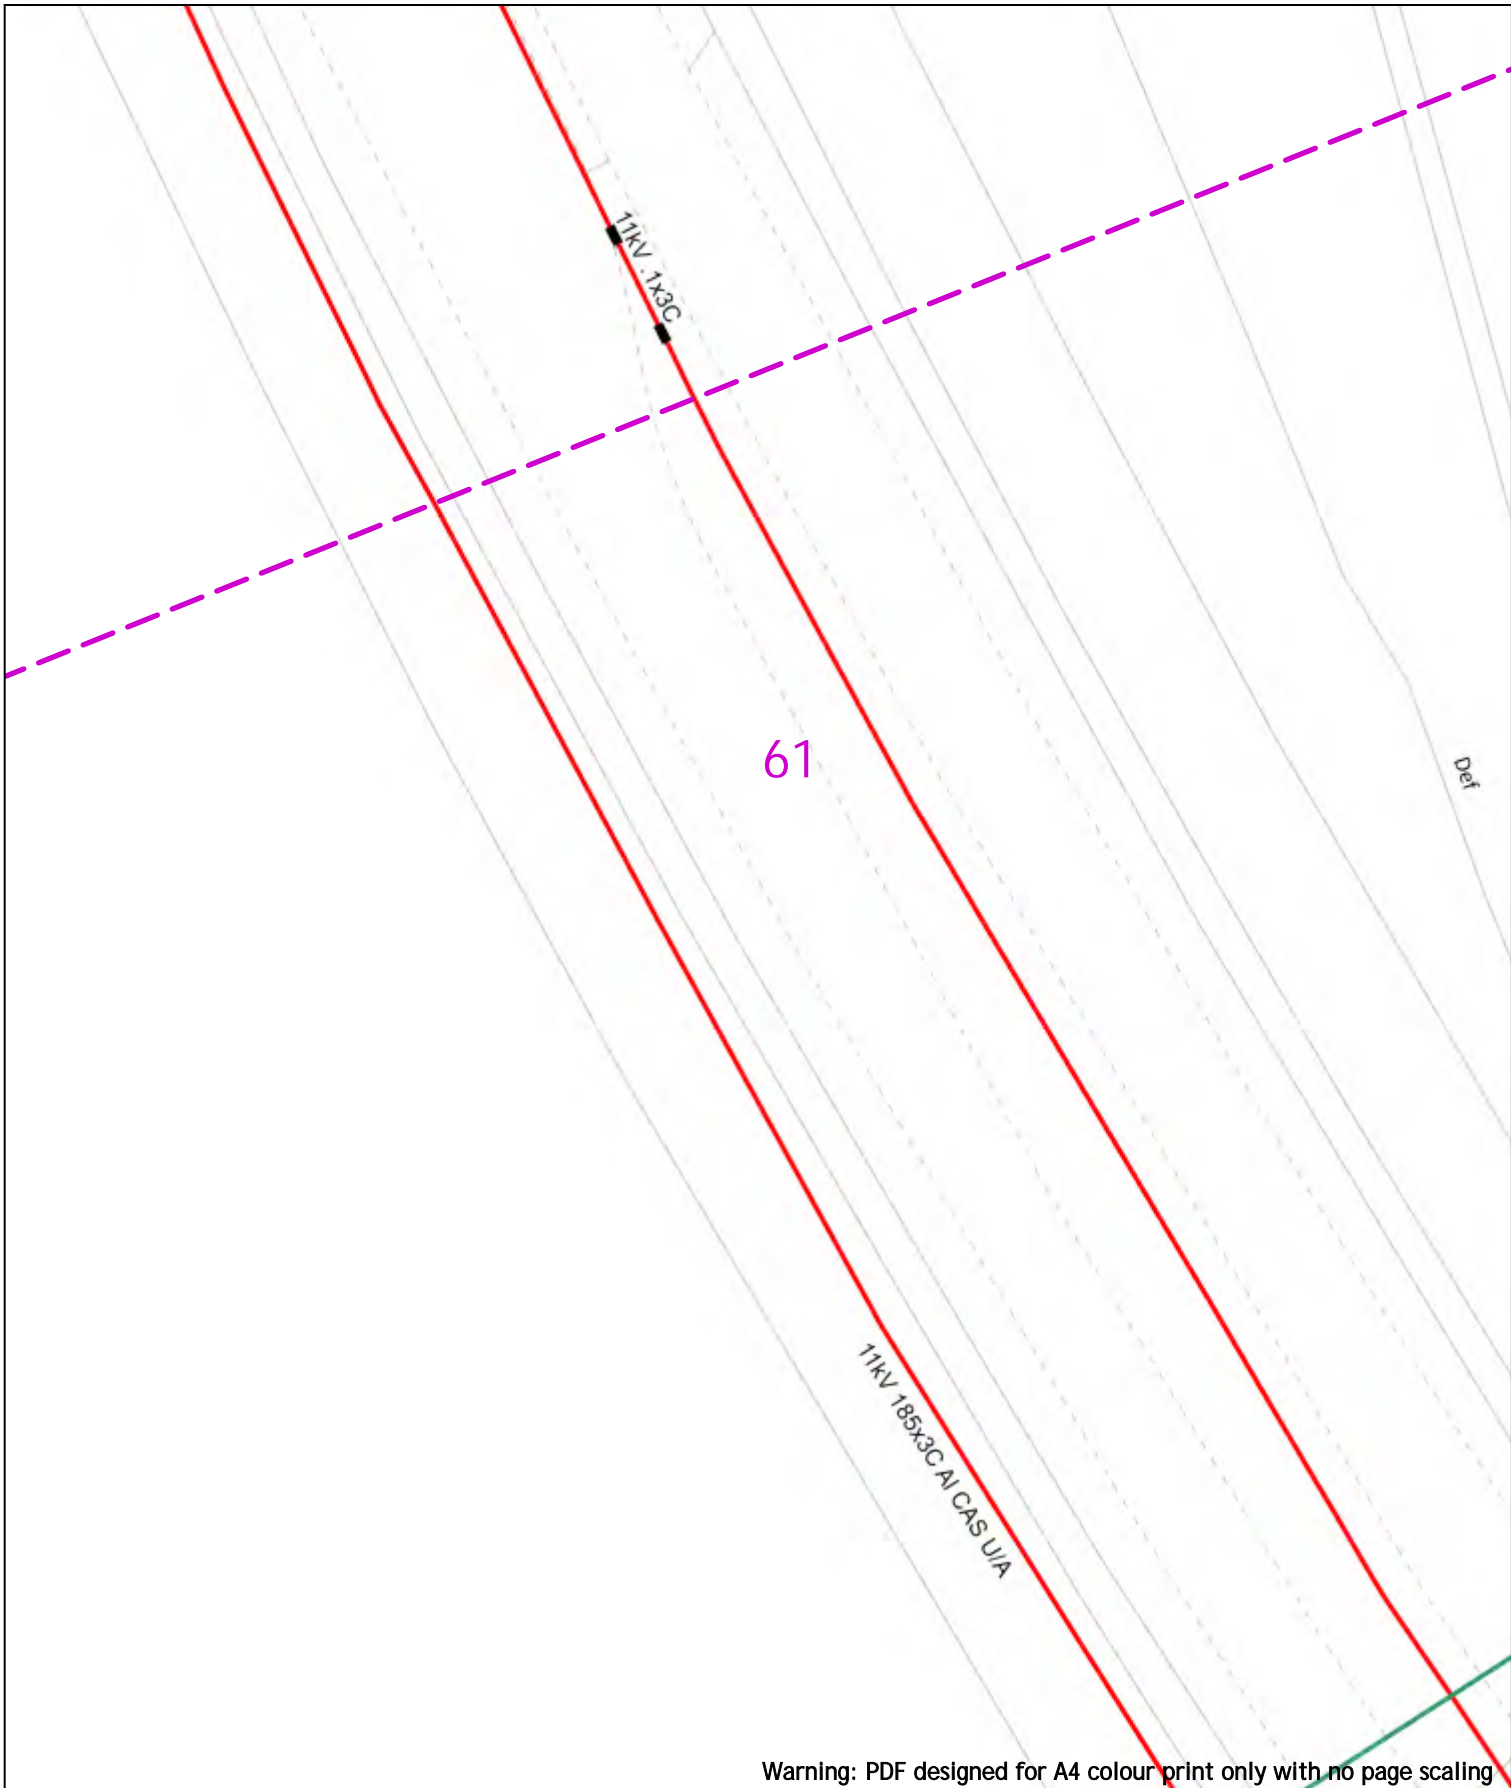 11kV .1x3C
61
Def
11kV 185x3C Al CAS U/A
Warning: PDF designed for A4 colour print only with no page scaling